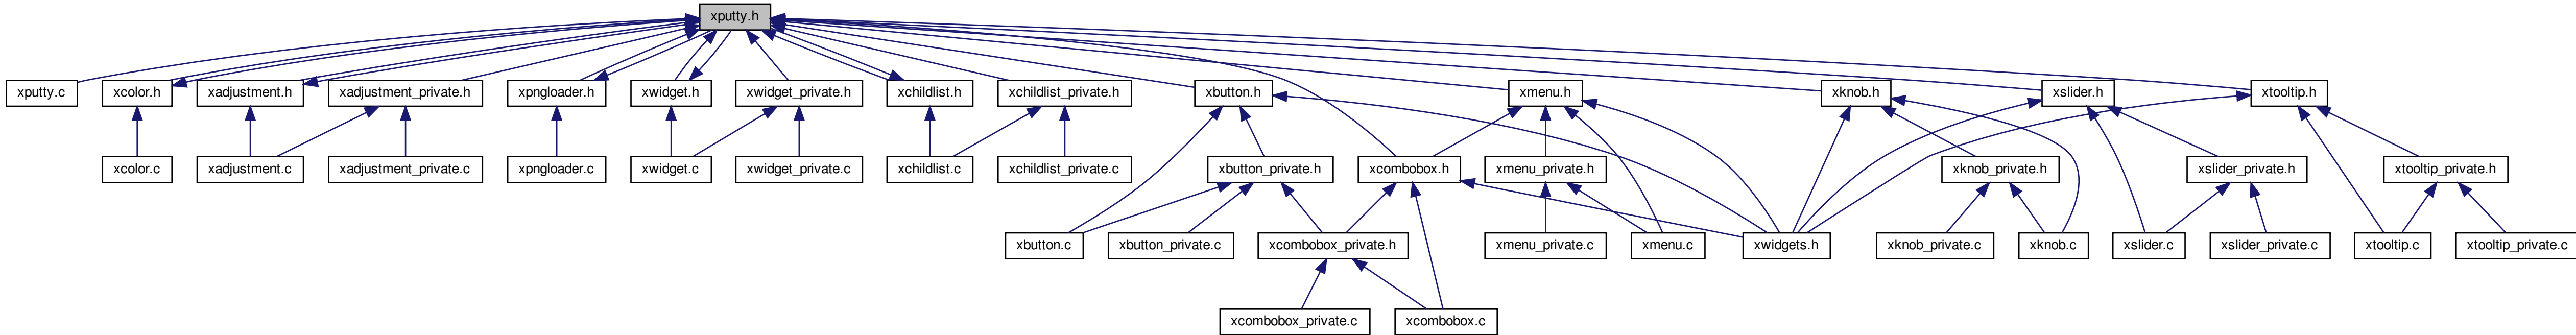 xputty.h
xputty.c
xcolor.h
xadjustment.h
xadjustment_private.h
xpngloader.h
xwidget.h
xwidget_private.h
xchildlist.h
xchildlist_private.h
xbutton.h
xmenu.h
xknob.h
xslider.h
xtooltip.h
xcolor.c
xadjustment.c
xadjustment_private.c
xpngloader.c
xwidget.c
xwidget_private.c
xchildlist.c
xchildlist_private.c
xbutton_private.h
xcombobox.h
xmenu_private.h
xknob_private.h
xslider_private.h
xtooltip_private.h
xbutton.c
xbutton_private.c
xcombobox_private.h
xmenu_private.c
xmenu.c
xwidgets.h
xknob_private.c
xknob.c
xslider.c
xslider_private.c
xtooltip.c
xtooltip_private.c
xcombobox_private.c
xcombobox.c